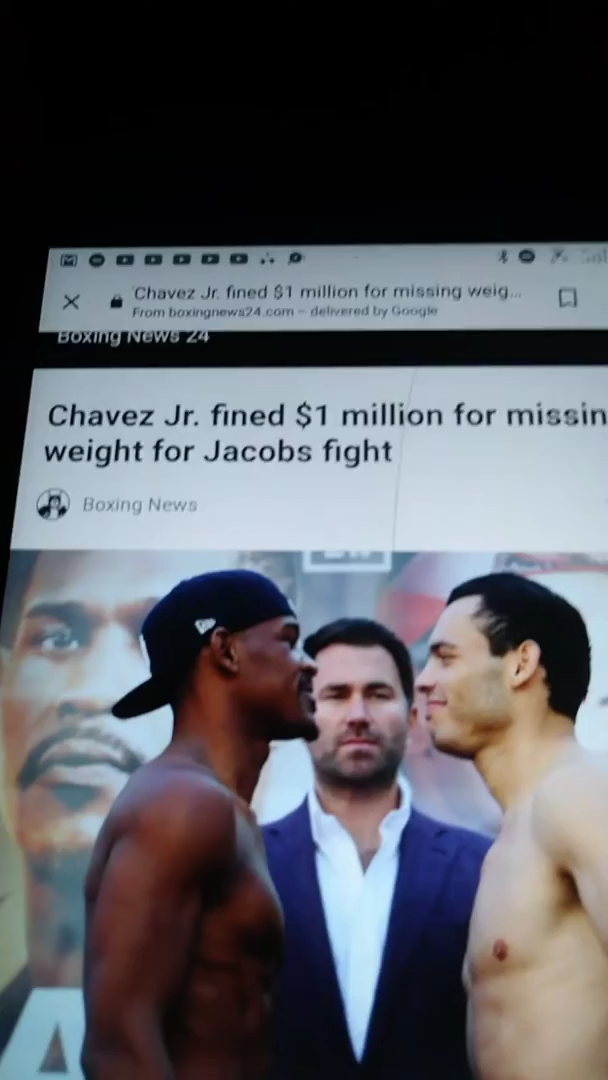 'Chavez Jr. fined $1 million for missing weig...
From boxingnews24.com – delivered by Google
Boxing News 24
Chavez Jr. fined $1 million for missin
weight for Jacobs fight
Boxing News
A